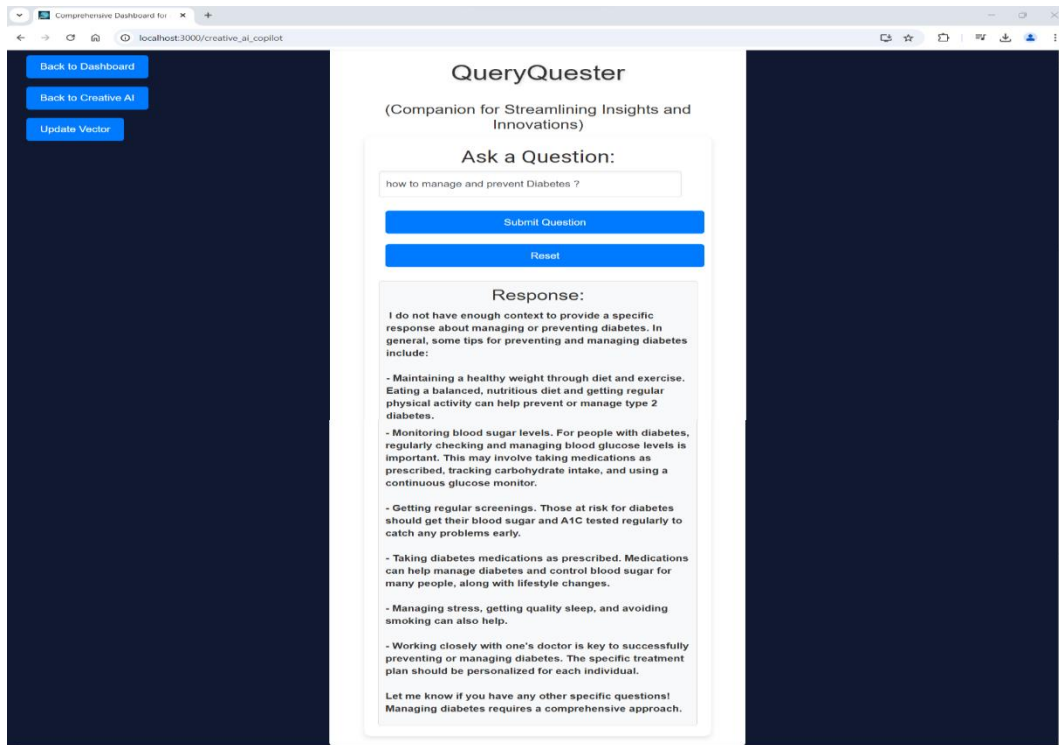 Comprehensive Dashboard for
localhost:3000/creative_ai_copilot
Back to Dashboard
Back to Creative AI
Update Vector
QueryQuester
(Companion for Streamlining Insights and
Innovations)
Ask a Question:
how to manage and prevent Diabetes ?
Submit Question
Reset
Response:
I do not have enough context to provide a specific
response about managing or preventing diabetes. In
general, some tips for preventing and managing diabetes
include:
- Maintaining a healthy weight through diet and exercise.
Eating a balanced, nutritious diet and getting regular
physical activity can help prevent or manage type 2
diabetes.
- Monitoring blood sugar levels. For people with diabetes,
regularly checking and managing blood glucose levels is
important. This may involve taking medications as
prescribed, tracking carbohydrate intake, and using a
continuous glucose monitor.
- Getting regular screenings. Those at risk for diabetes
should get their blood sugar and A1C tested regularly to
catch any problems early.
- Taking diabetes medications as prescribed. Medications
can help manage diabetes and control blood sugar for
many people, along with lifestyle changes.
- Managing stress, getting quality sleep, and avoiding
smoking can also help.
- Working closely with one's doctor is key to successfully
preventing or managing diabetes. The specific treatment
plan should be personalized for each individual.
Let me know if you have any other specific questions!
Managing diabetes requires a comprehensive approach.